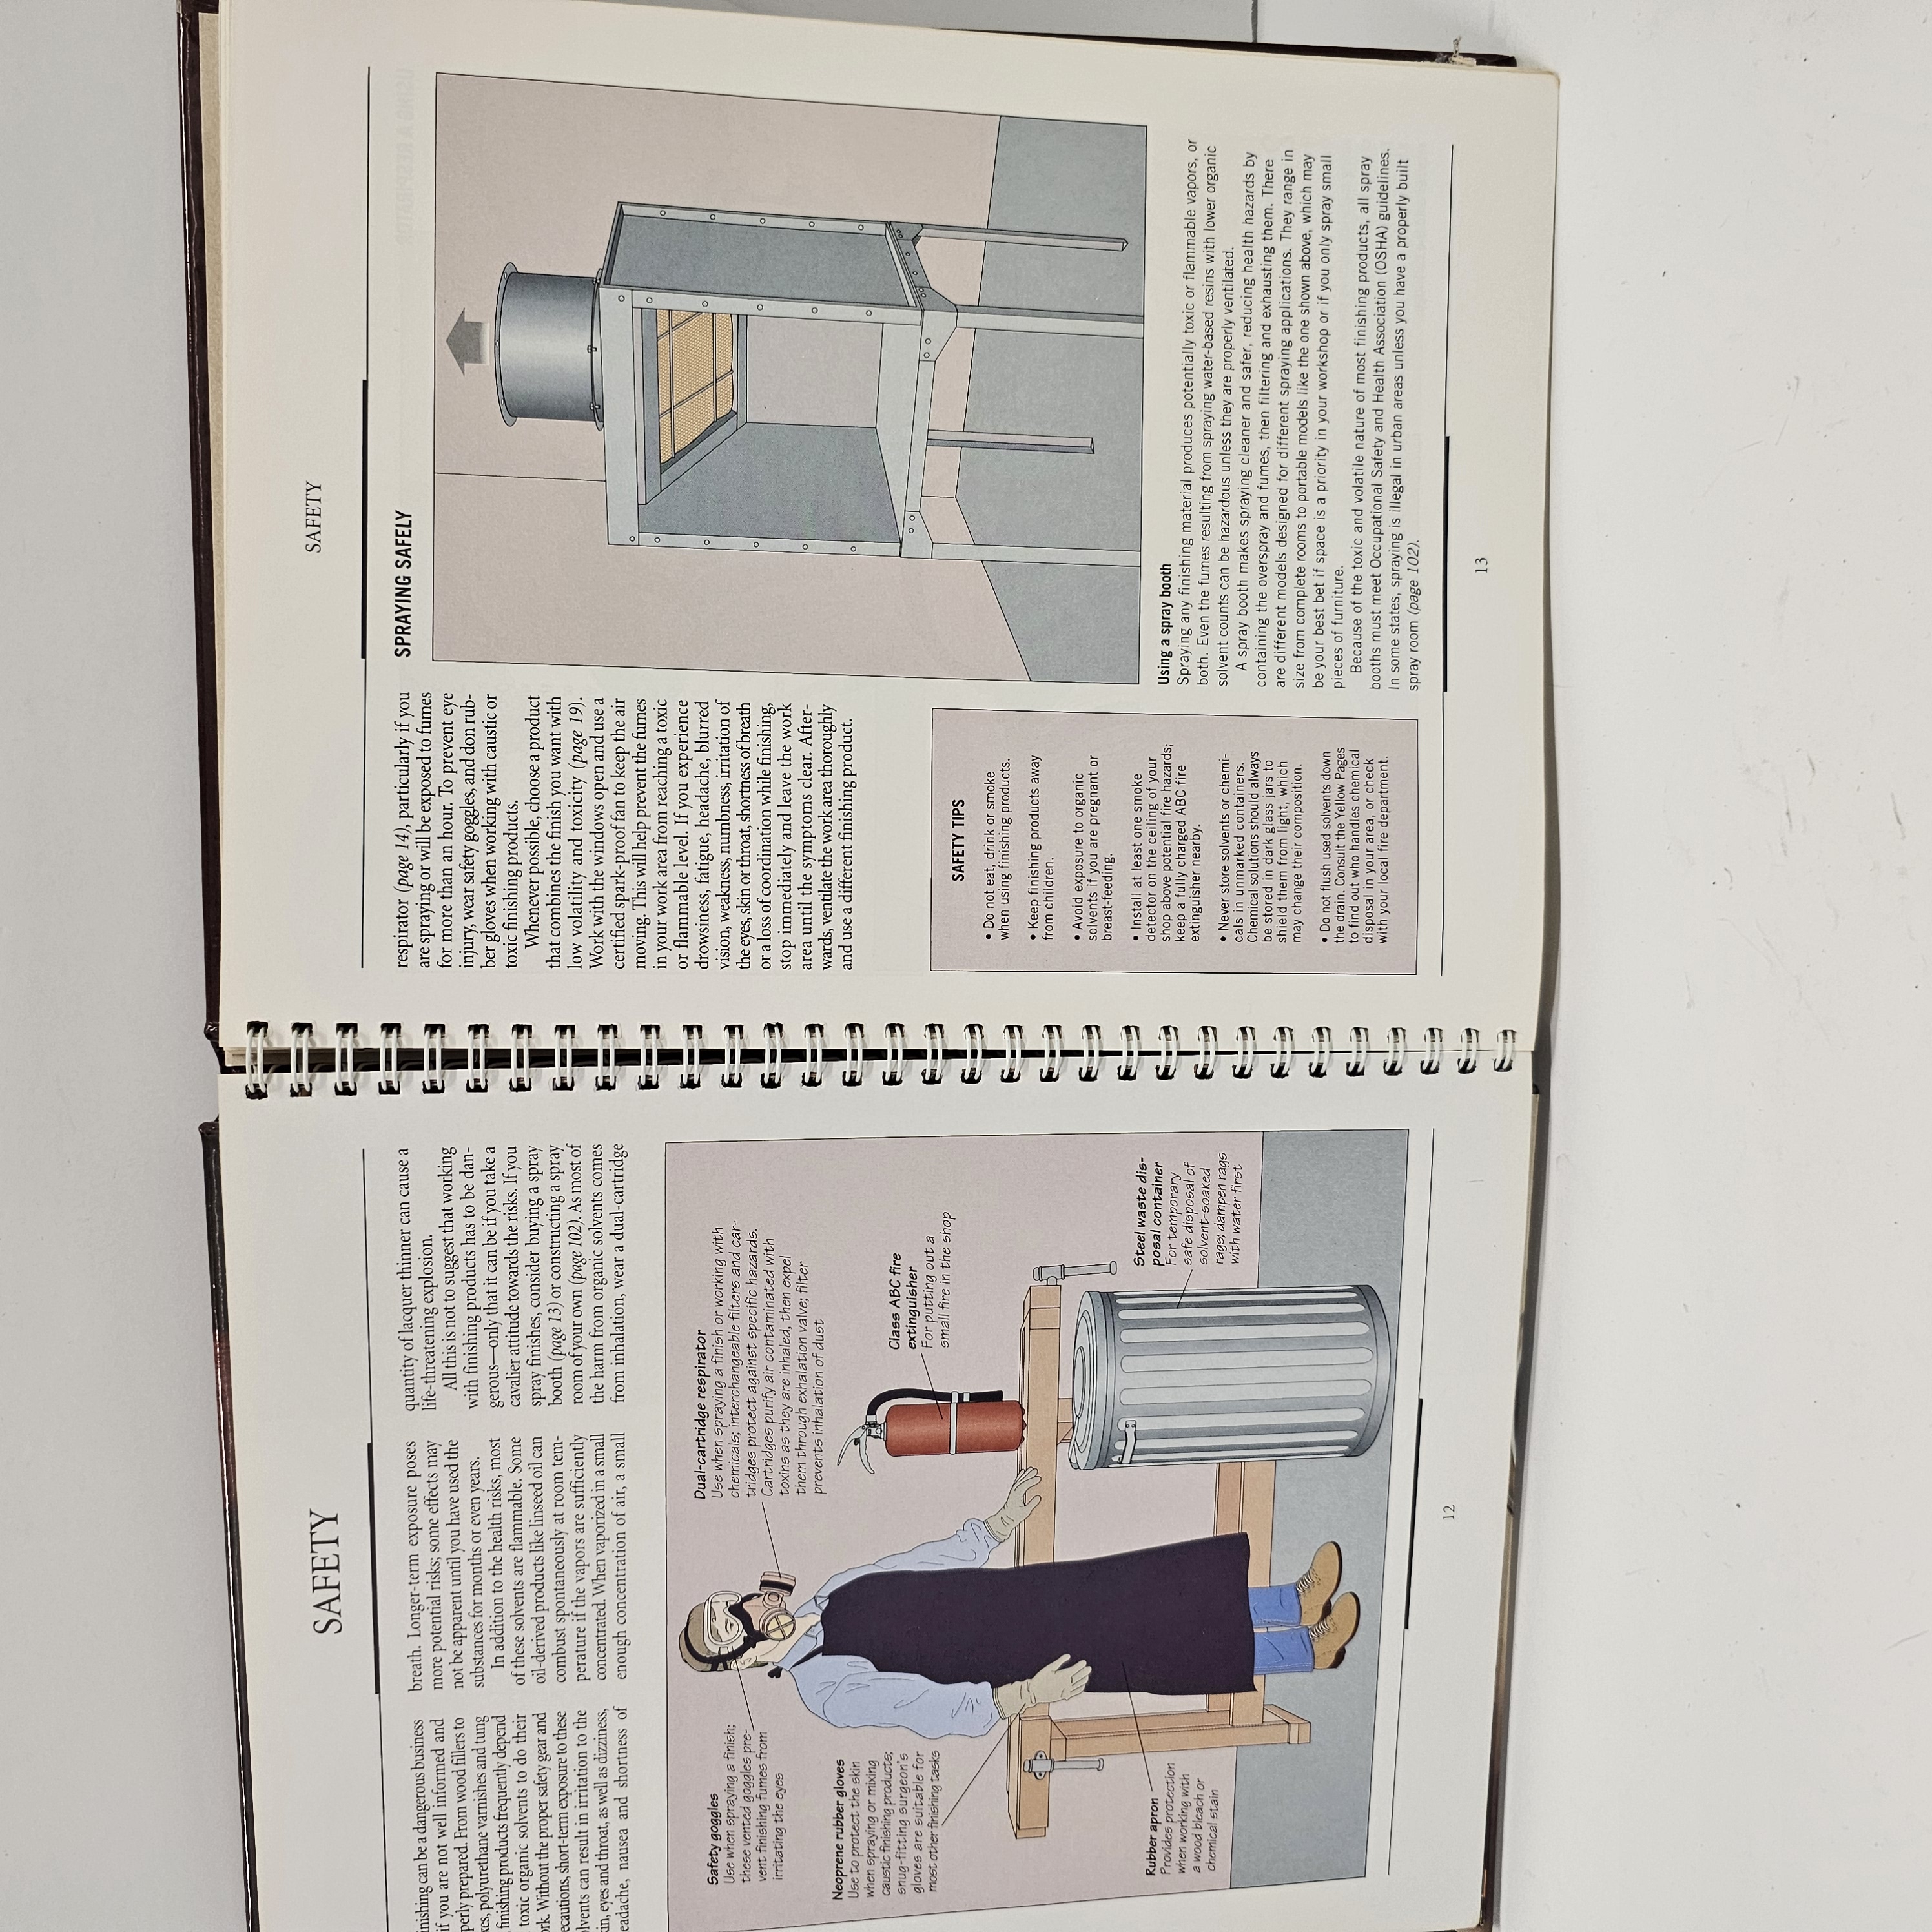 SAFETY
inishing can be a dangerous business
if you are not well informed and
perly prepared. From wood fillers to
polyurethane varnishes and tung
finishing products frequently depend
toxic organic solvents to do their
Without the proper safety gear and
short-term exposure to these
can result in irritation to the
eyes and throat, as well as dizziness,
nausea and shortness of
breath. Longer-term exposure poses
more potential risks; some effects may
not be apparent until you have used the
substances for months or even years.
In addition to the health risks, most
of these solvents are flammable. Some
oil-derived products like linseed oil can
combust spontaneously at room tem-
perature if the vapors are sufficiently
concentrated. When vaporized in a small
enough concentration of air, a small
quantity of lacquer thinner can cause a
life-threatening explosion.
All this is not to suggest that working
with finishing products has to be dan-
gerous—only that it can be if you take a
cavalier attitude towards the risks. If you
spray finishes, consider buying a spray
booth (page 13) or constructing a spray
room of your own (page 102). As most of
the harm from organic solvents comes
from inhalation, wear a dual-cartridge
Safety goggles
Use when spraying a finish;
these vented goggles pre-
vent finishing fumes from
irritating the eyes
Dual-cartridge respirator
Use when spraying a finish or working with
chemicals; interchangeable filters and car-
tridges protect against specific hazards.
Cartridges purify air contaminated with
toxins as they are inhaled, then expel
them through exhalation valve; filter
prevents inhalation of dust
Neoprene rubber gloves
Use to protect the skin
when spraying or mixing
caustic finishing products;
snug-fitting surgeon's
gloves are suitable for
most other finishing tasks
Class ABC fire
extinguisher
For putting out a
small fire in the shop
Rubber apron
Provides protection
when working with
a wood bleach or
chemical stain
Steel waste dis-
posal container
For temporary
safe disposal of
solvent-soaked
rags; dampen rags
with water first
12
SAFETY
respirator (page 14), particularly if you
are spraying or will be exposed to fumes
for more than an hour. To prevent eye
injury, wear safety goggles, and don rub-
ber gloves when working with caustic or
toxic finishing products.
Whenever possible, choose a product
that combines the finish you want with
low volatility and toxicity (page 19).
Work with the windows open and use a
certified spark-proof fan to keep the air
moving. This will help prevent the fumes
in your work area from reaching a toxic
or flammable level. If you experience
drowsiness, fatigue, headache, blurred
vision, weakness, numbness, irritation of
the eyes, skin or throat, shortness of breath
or a loss of coordination while finishing,
stop immediately and leave the work
area until the symptoms clear. After-
wards, ventilate the work area thoroughly
and use a different finishing product.
SAFETY TIPS
• Do not eat, drink or smoke
when using finishing products.
• Keep finishing products away
from children.
• Avoid exposure to organic
solvents if you are pregnant or
breast-feeding.
• Install at least one smoke
detector on the ceiling of your
shop above potential fire hazards;
keep a fully charged ABC fire
extinguisher nearby.
• Never store solvents or chemi-
cals in unmarked containers.
Chemical solutions should always
be stored in dark glass jars to
shield them from light, which
may change their composition.
• Do not flush used solvents down
the drain. Consult the Yellow Pages
to find out who handles chemical
disposal in your area, or check
with your local fire department.
SPRAYING SAFELY
Using a spray booth
Spraying any finishing material produces potentially toxic or flammable vapors, or
both. Even the fumes resulting from spraying water-based resins with lower organic
solvent counts can be hazardous unless they are properly ventilated.
A spray booth makes spraying cleaner and safer, reducing health hazards by
containing the overspray and fumes, then filtering and exhausting them. There
are different models designed for different spraying applications. They range in
size from complete rooms to portable models like the one shown above, which may
be your best bet if space is a priority in your workshop or if you only spray small
pieces of furniture.
Because of the toxic and volatile nature of most finishing products, all spray
booths must meet Occupational Safety and Health Association (OSHA) guidelines.
In some states, spraying is illegal in urban areas unless you have a properly built
spray room (page 102).
13